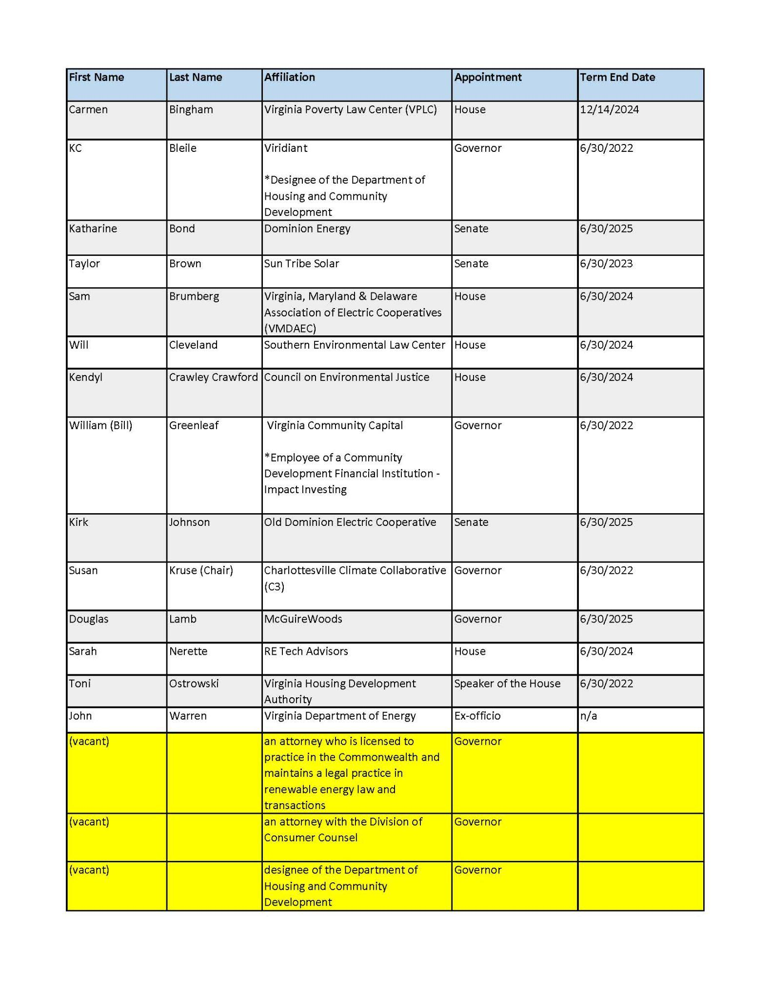 First Name Last Name Affiliation Appointment Term End Date
Carmen Bingham Virginia Poverty Law Center (VPLC) House 12/14/2024
KC Bleile Viridiant Governor 6/30/2022
*Designee of the Department of
Housing and Community
Development
Katharine Bond Dominion Energy Senate 6/30/2025
Taylor Brown Sun Tribe Solar Senate 6/30/2023
Sam Brumberg Virginia, Maryland & Delaware House 6/30/2024
Association of Electric Cooperatives
(VMDAEC)
Will Cleveland Southern Environmental Law Center House 6/30/2024
Kendyl Crawley Crawford Council on Environmental Justice House 6/30/2024
William (Bill) Greenleaf Virginia Community Capital Governor 6/30/2022
*Employee of a Community
Development Financial Institution -
Impact Investing
Kirk Johnson Old Dominion Electric Cooperative Senate 6/30/2025
Susan Kruse (Chair) Charlottesville Climate Collaborative Governor 6/30/2022
(C3)
Douglas Lamb McGuireWoods Governor 6/30/2025
Sarah Nerette RE Tech Advisors House 6/30/2024
Toni Ostrowski Virginia Housing Development Speaker of the House 6/30/2022
Authority
John Warren Virginia Department of Energy Ex-officio n/a
(vacant) an attorney who is licensed to Governor
practice in the Commonwealth and
maintains a legal practice in
renewable energy law and
transactions
(vacant) an attorney with the Division of Governor
Consumer Counsel
(vacant) designee of the Department of Governor
Housing and Community
Development